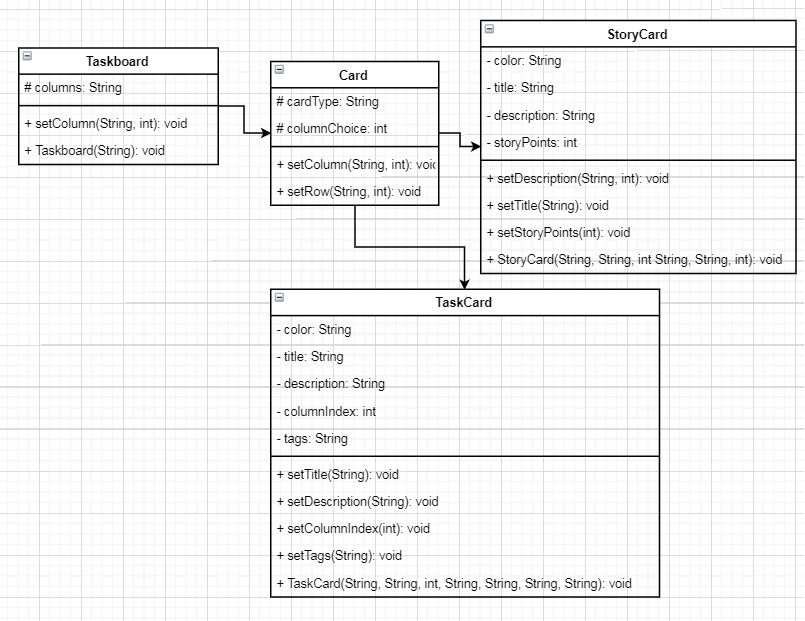 Taskboard
# columns: String
+ setColumn(String, int): void
+ Taskboard(String): void
Card
# cardType: String
# columnChoice: int
+ setColumn(String, int): voic
+ setRow(String, int): void
StoryCard
- color: String
- title: String
- description: String
- storyPoints: int
+ setDescription(String, int): void
+ setTitle(String): void
+ setStoryPoints(int): void
+ StoryCard(String, String, int String, String, int): void
TaskCard
- color: String
- title: String
- description: String
- columnIndex: int
- tags: String
+ setTitle(String): void
+ setDescription(String): void
+ setColumnIndex(int): void
+ setTags(String): void
+ TaskCard(String, String, int, String, String, String, String): void